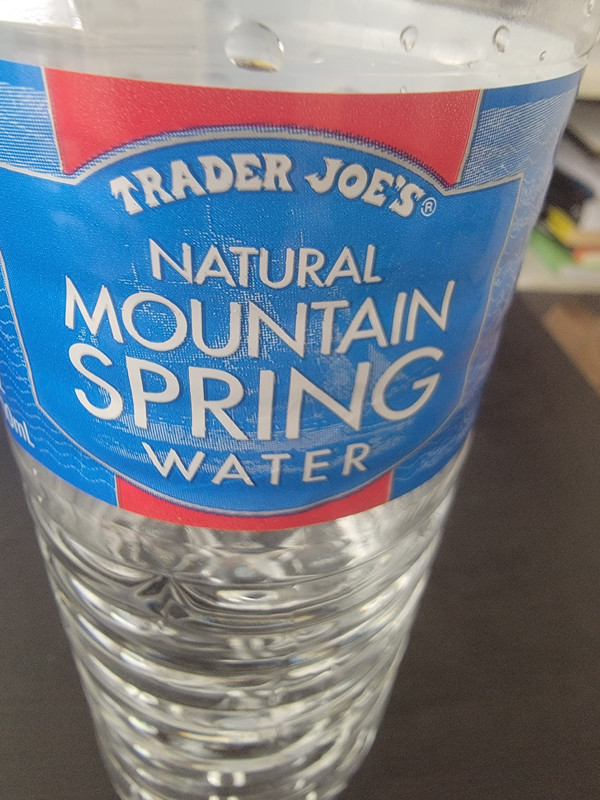 TRADER JOE'S®
NATURAL
MOUNTAIN
SPRING
WATER